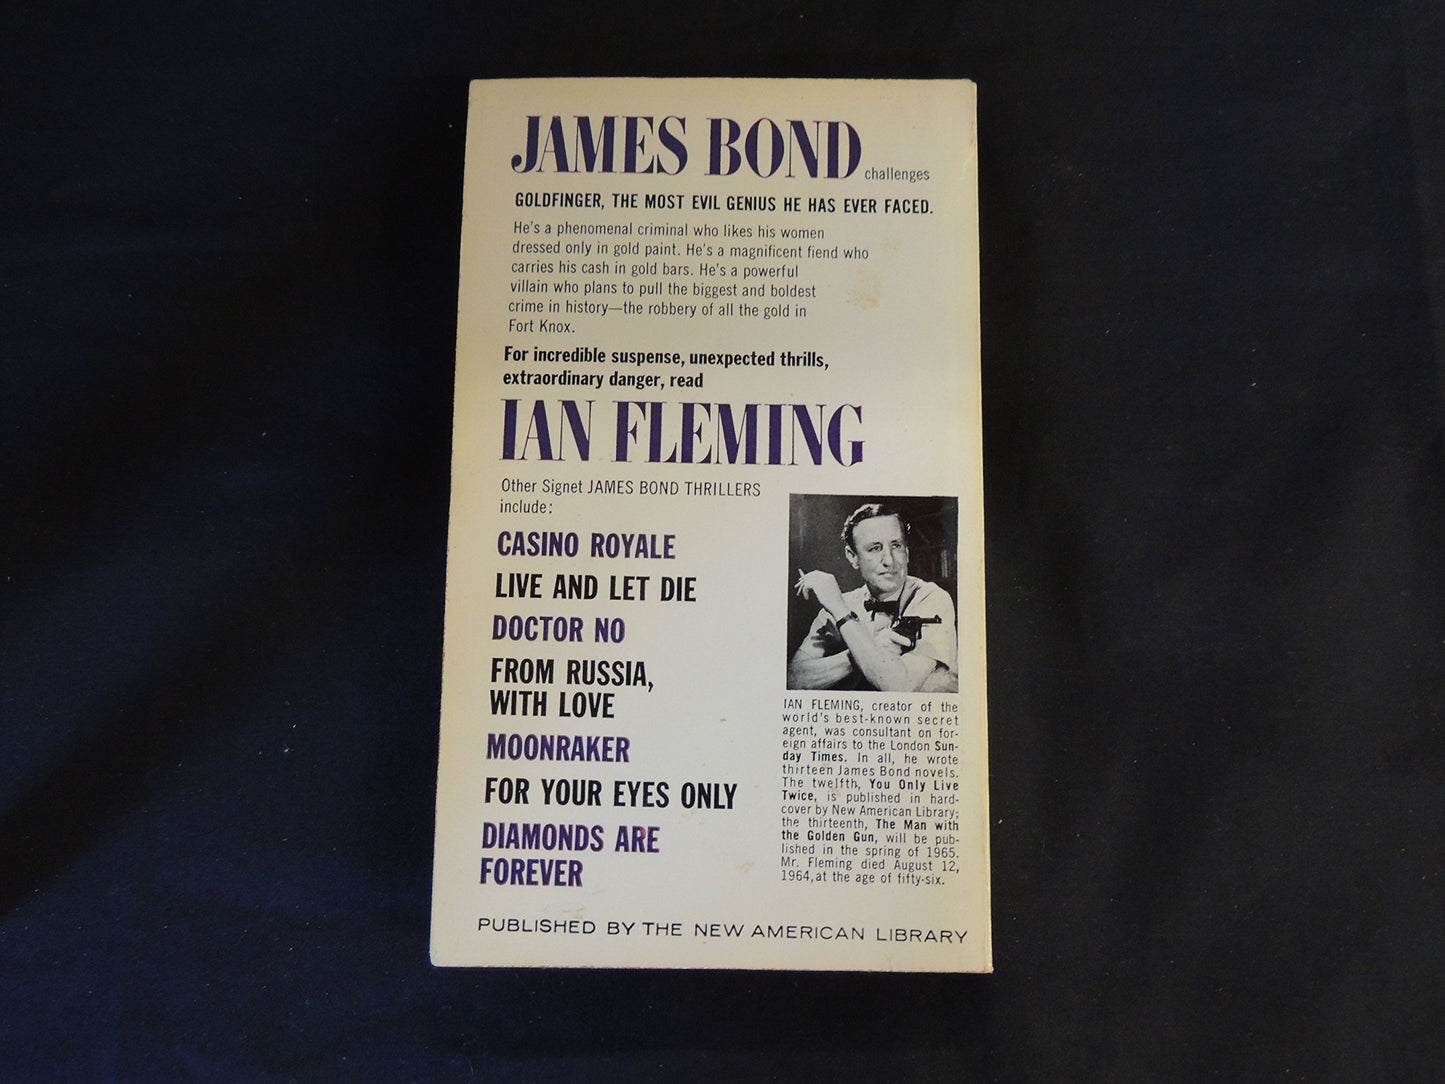 JAMES BOND challenges
GOLDFINGER, THE MOST EVIL GENIUS HE HAS EVER FACED.
He's a phenomenal criminal who likes his women
dressed only in gold paint. He's a magnificent fiend who
carries his cash in gold bars. He's a powerful
villain who plans to pull the biggest and boldest
crime in history—the robbery of all the gold in
Fort Knox.
For incredible suspense, unexpected thrills,
extraordinary danger, read
IAN FLEMING
Other Signet JAMES BOND THRILLERS
include:
CASINO ROYALE
LIVE AND LET DIE
DOCTOR NO
FROM RUSSIA,
WITH LOVE
MOONRAKER
FOR YOUR EYES ONLY
DIAMONDS ARE
FOREVER
IAN FLEMING, creator of the
world's best-known secret
agent, was consultant on for-
eign affairs to the London Sun-
day Times. In all, he wrote
thirteen James Bond novels.
The twelfth, You Only Live
Twice, is published in hard-
cover by New American Library;
the thirteenth, The Man with
the Golden Gun, will be pub-
lished in the spring of 1965.
Mr. Fleming died August 12,
1964, at the age of fifty-six.
PUBLISHED BY THE NEW AMERICAN LIBRARY